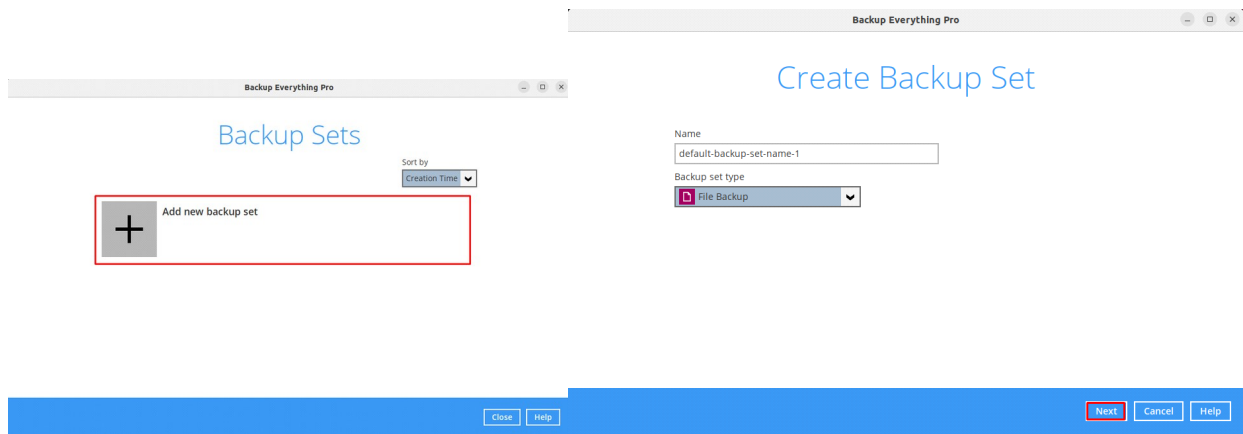 Backup Everything Pro
Backup Sets
Sort by
Creation Time
Add new backup set
Close Help
Backup Everything Pro
Create Backup Set
Name
default-backup-set-name-1
Backup set type
File Backup
Next Cancel Help